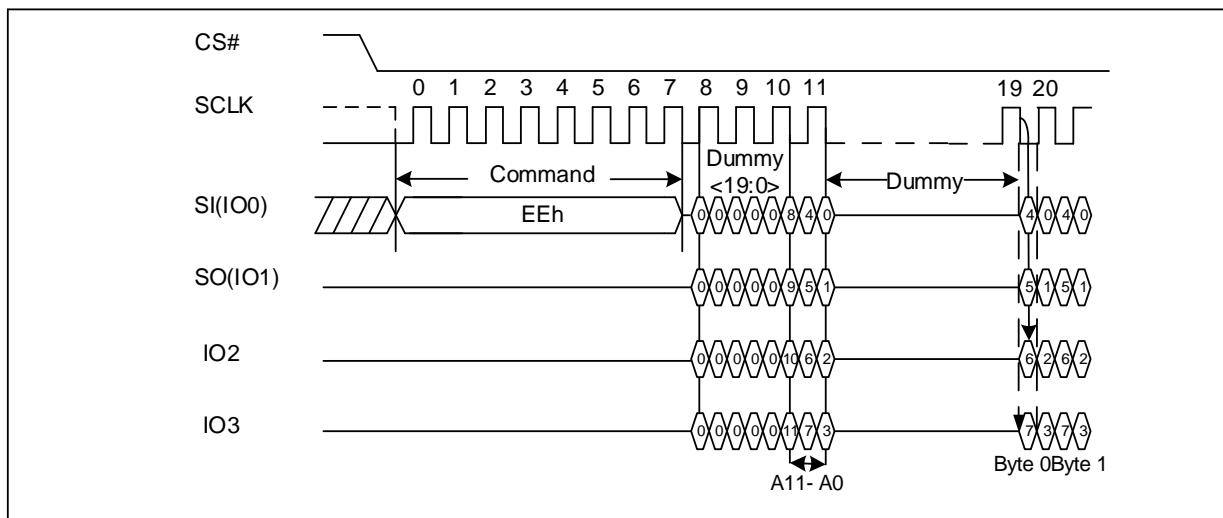 CS#
0 1 2 3 4 5 6 7 8 9 10 11 19 20
SCLK
Command
Dummy
<19:0>
Dummy
SI(IO0)
EEh
0 0 0 0 0 8 4 0 4 0 4 0
SO(IO1)
0 0 0 0 0 9 5 1 5 1 5 1
IO2
0 0 0 0 0 10 6 2 6 2 6 2
IO3
0 0 0 0 0 11 7 3 7 3 7 3
Byte 0 Byte 1
A11- A0